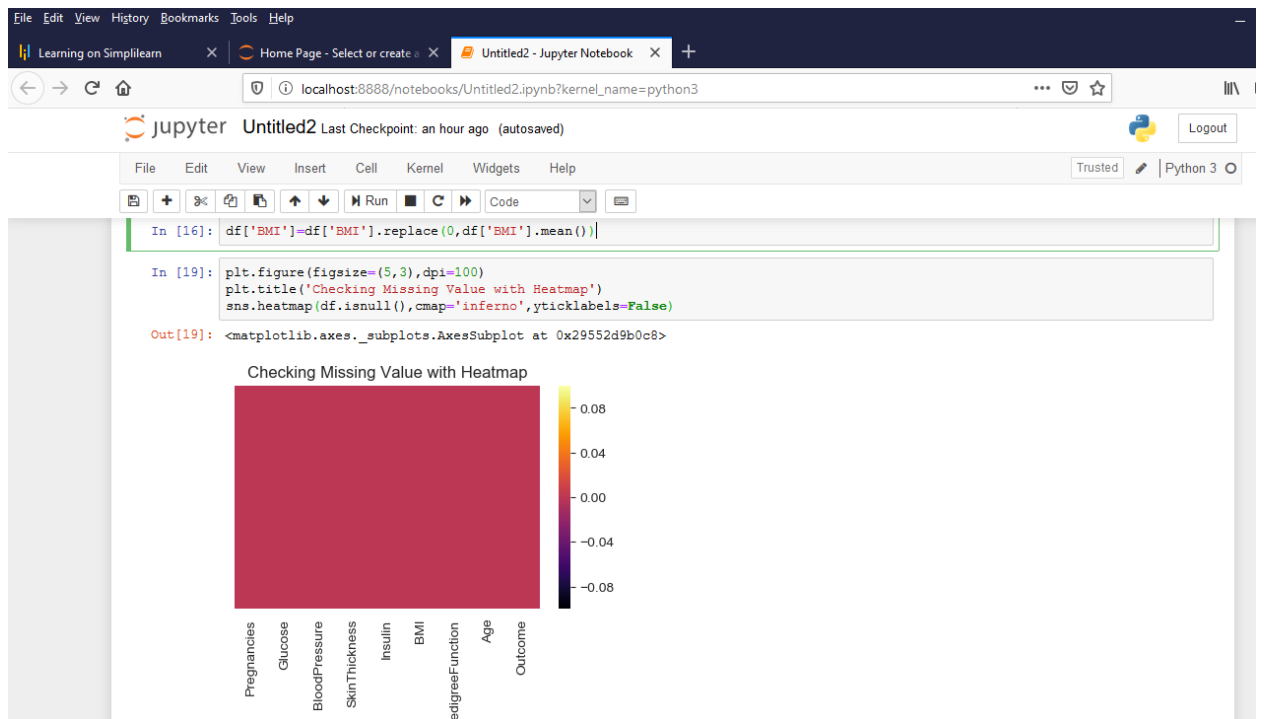 File Edit View History Bookmarks Tools Help
Learning on Simplilearn
Home Page - Select or create a
Untitled2 - Jupyter Notebook
localhost:8888/notebooks/Untitled2.ipynb?kernel_name=python3
jupyter Untitled2 Last Checkpoint: an hour ago (autosaved)
Logout
File Edit View Insert Cell Kernel Widgets Help
Trusted Python 3
Run Code
In [16]: df['BMI']=df['BMI'].replace(0,df['BMI'].mean())
In [19]: plt.figure(figsize=(5,3),dpi=100)
plt.title('Checking Missing Value with Heatmap')
sns.heatmap(df.isnull(),cmap='inferno',yticklabels=False)
Out[19]: <matplotlib.axes._subplots.AxesSubplot at 0x29552d9b0c8>
Checking Missing Value with Heatmap
0.08
0.04
0.00
−0.04
−0.08
Pregnancies
Glucose
BloodPressure
SkinThickness
Insulin
BMI
edigreeFunction
Age
Outcome